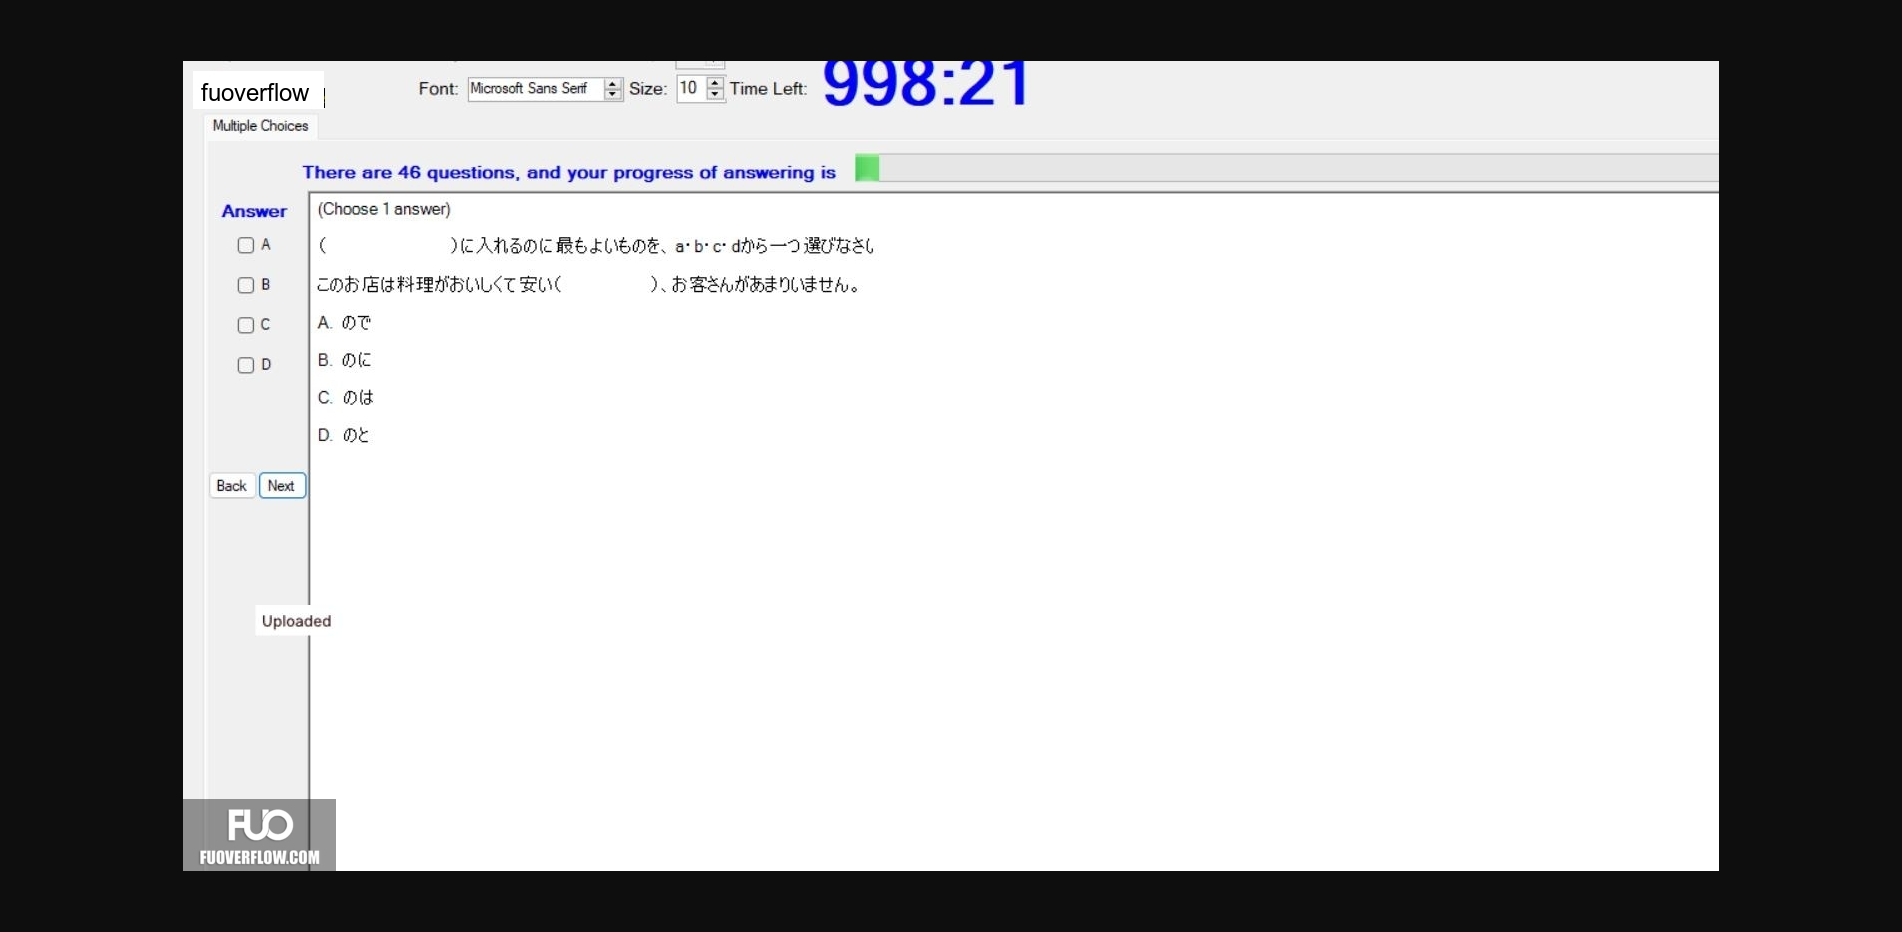 fuoverflow
Font: Microsoft Sans Serif Size: 10 Time Left: 998:21
Multiple Choices
There are 46 questions, and your progress of answering is
Answer
(Choose 1 answer)
A
(　　　)に入れるのに最もよいものを、a・b・c・dから一つ選びなさい
B
このお店は料理がおいしくて安い(　　　)、お客さんがあまりいません。
C
A. ので
D
B. のに
C. のは
D. のと
Back Next
Uploaded
FUO
FUOVERFLOW.COM